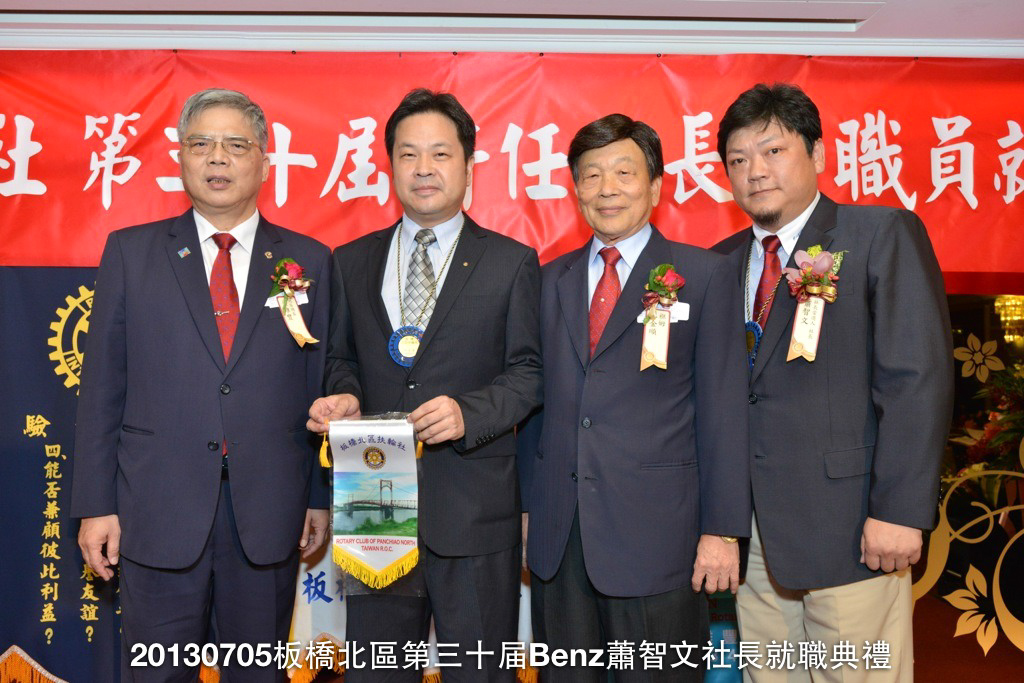 社 第三十屆 任 長 職員就
驗
四、能否兼顧彼此利益?
友誼?
板橋北區扶輪社
ROTARY CLUB OF PANCHIAO NORTH
TAIWAN R.O.C.
智文
板
20130705板橋北區第三十届Benz蕭智文社長就職典禮